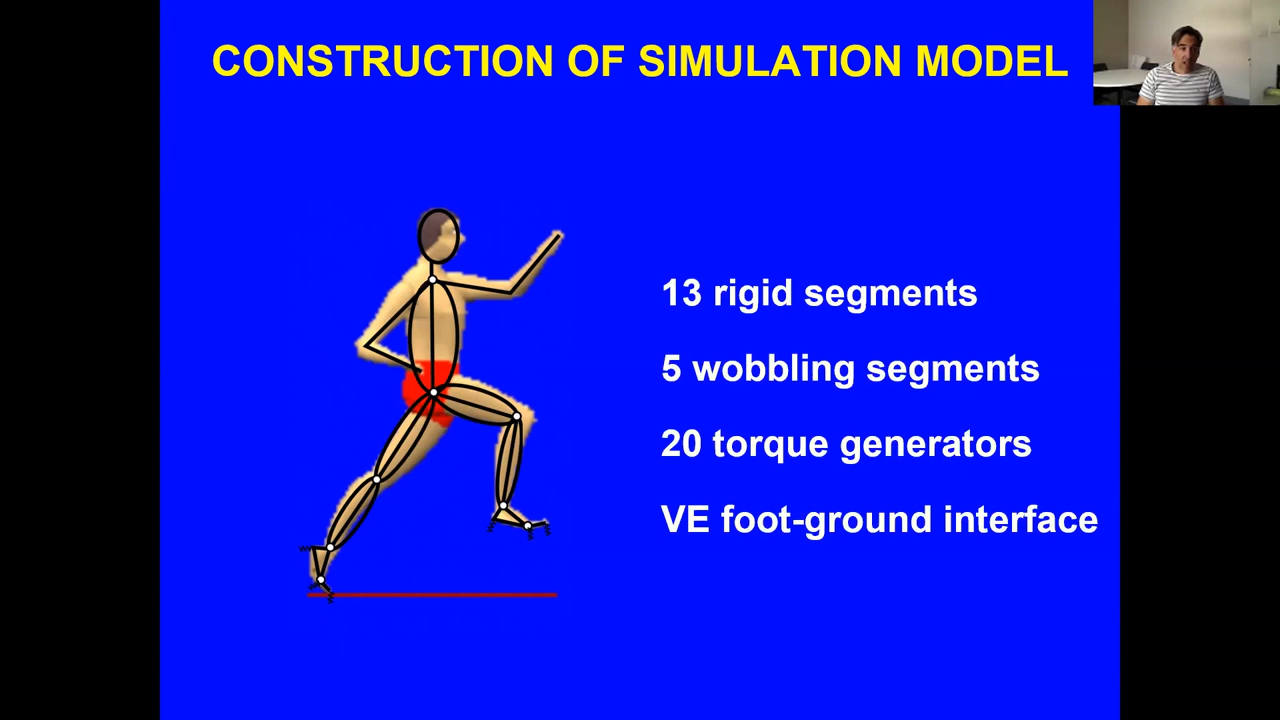 CONSTRUCTION OF SIMULATION MODEL
13 rigid segments
5 wobbling segments
20 torque generators
VE foot-ground interface